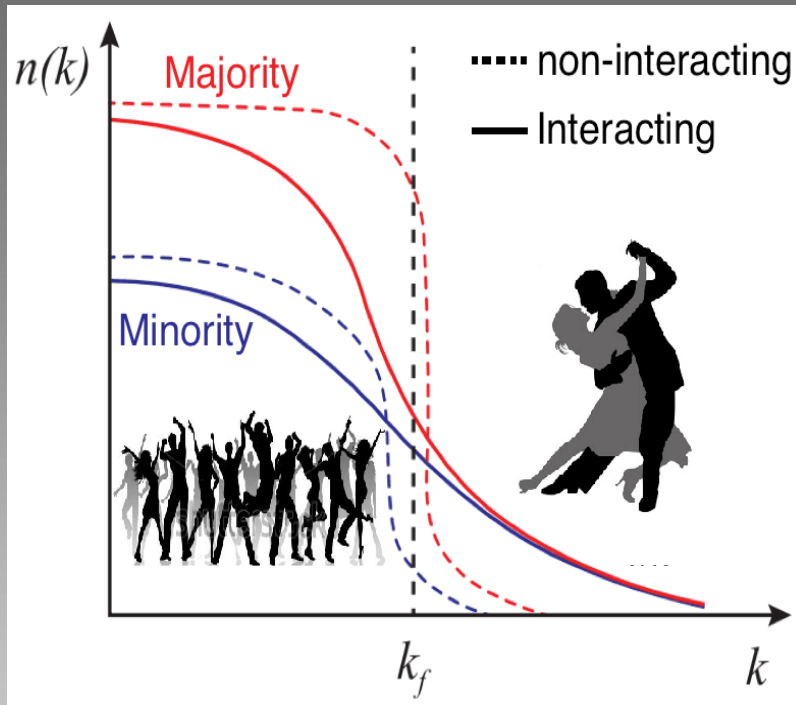 n(k)
Majority
non-interacting
Interacting
Minority
k_f
k